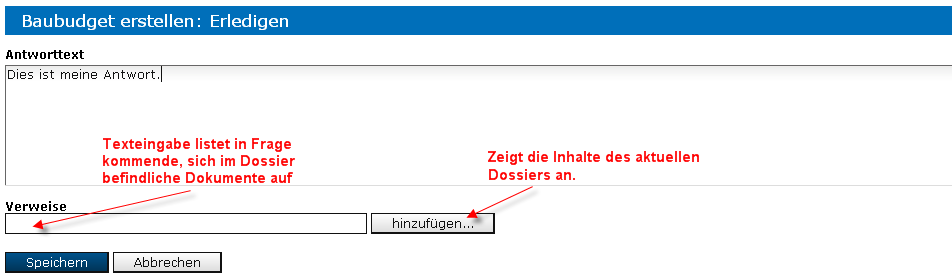 Baubudget erstellen: Erledigen
Antworttext
Dies ist meine Antwort.
Texteingabe listet in Frage
kommende, sich im Dossier
befindliche Dokumente auf
Zeigt die Inhalte des aktuellen
Dossiers an.
Verweise
hinzufügen...
Speichern
Abbrechen